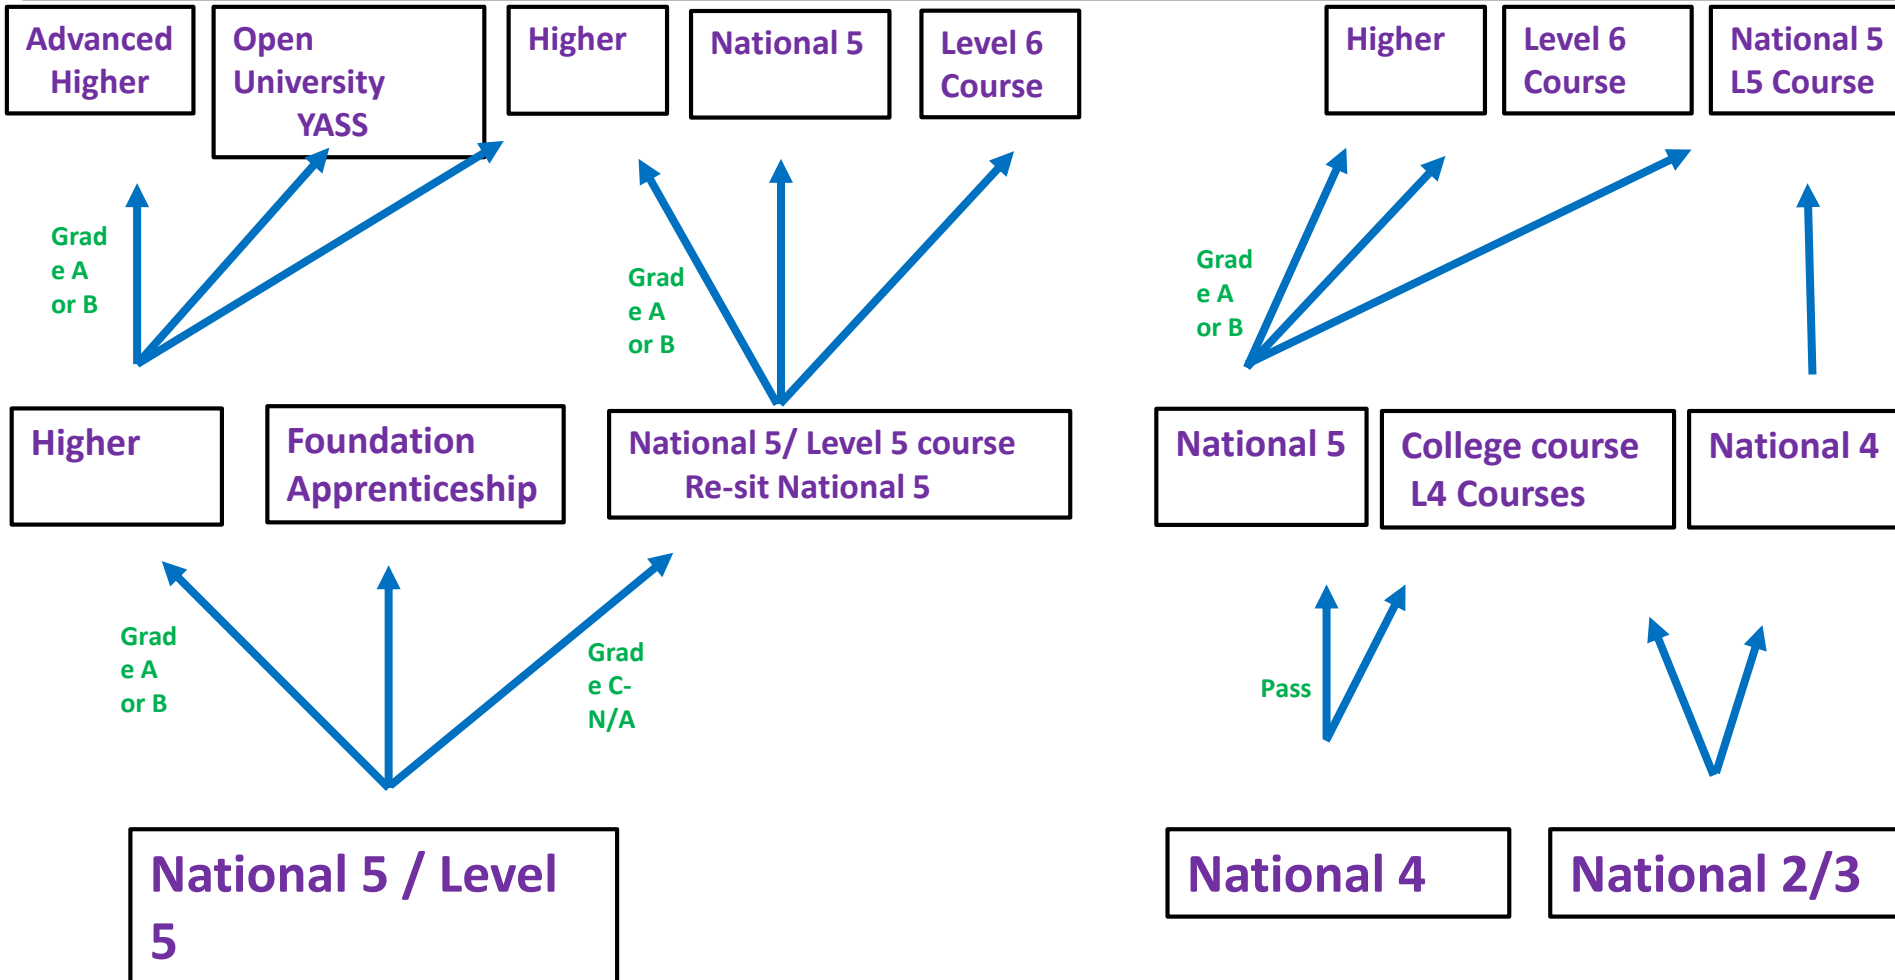 Advanced
Higher
Open
University
YASS
Higher
National 5
Level 6
Course
Higher
Level 6
Course
National 5
L5 Course
Grad
e A
or B
Grad
e A
or B
Grad
e A
or B
Higher
Foundation
Apprenticeship
National 5/ Level 5 course
Re-sit National 5
National 5
College course
L4 Courses
National 4
Grad
e A
or B
Grad
e C-
N/A
Pass
National 5 / Level
5
National 4
National 2/3